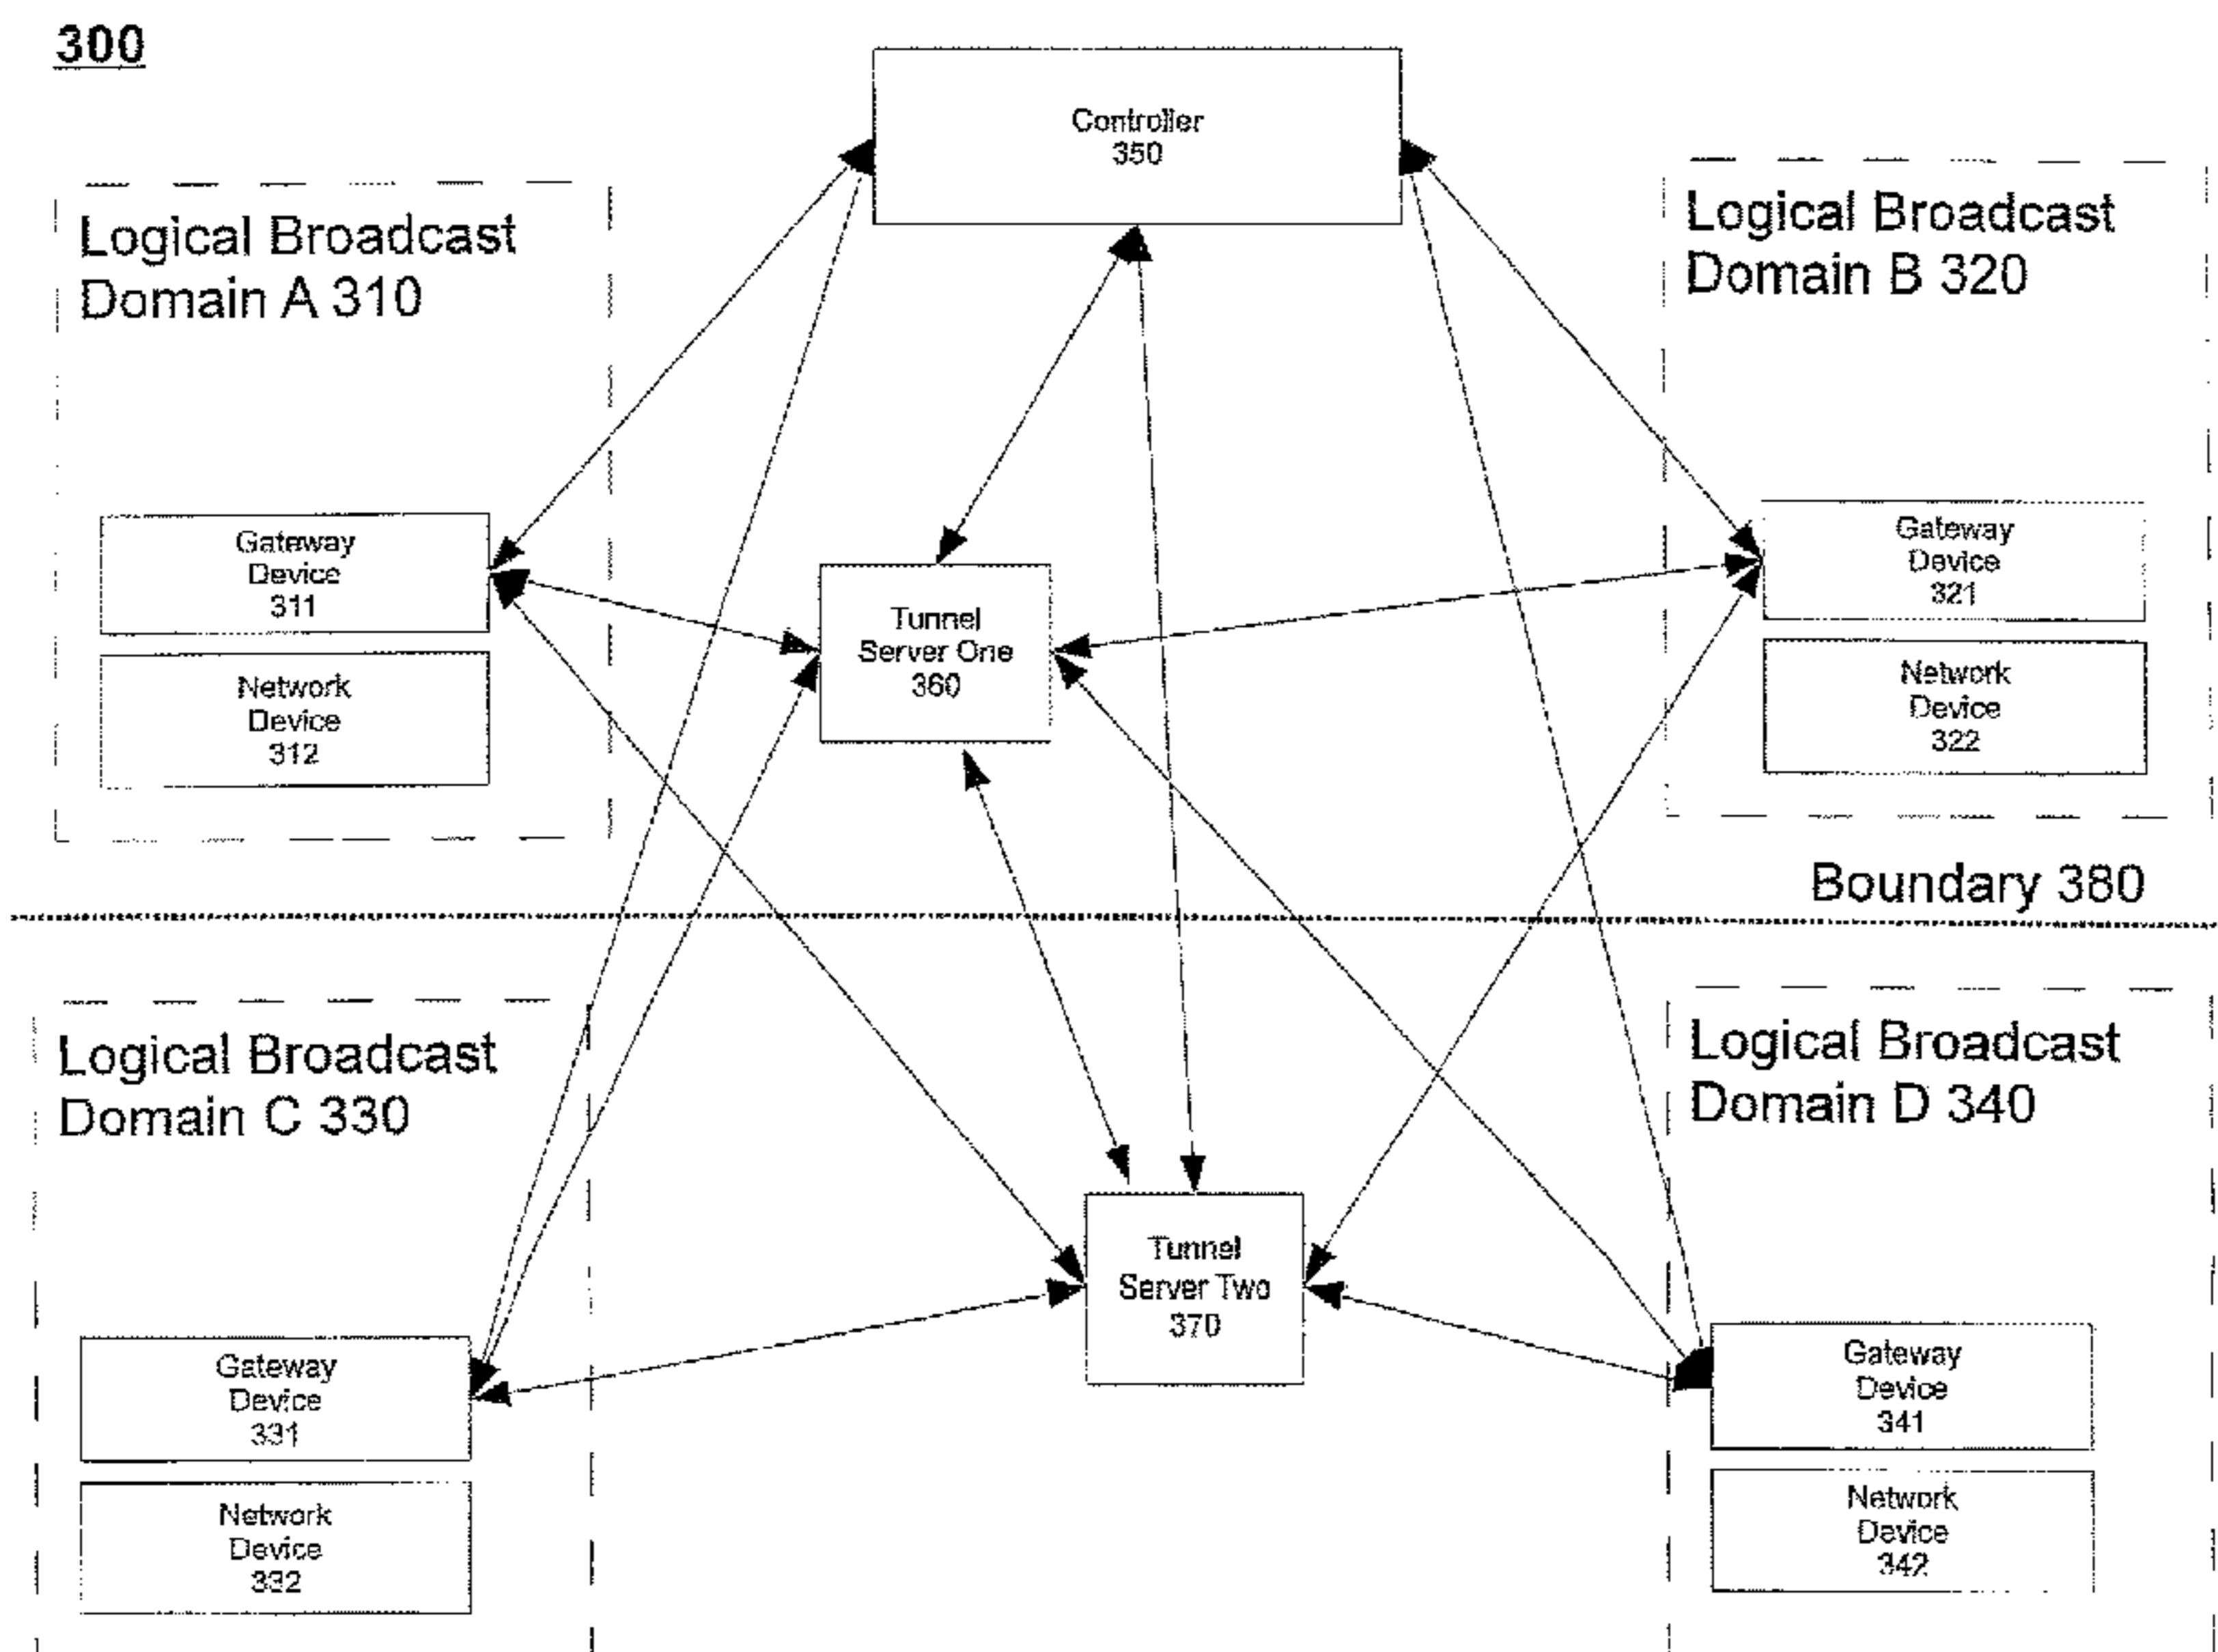 300
Controller
350
Logical Broadcast
Domain A 310
Logical Broadcast
Domain B 320
Gateway
Device
311
Network
Device
312
Tunnel
Server One
360
Gateway
Device
321
Network
Device
322
Boundary 380
Logical Broadcast
Domain C 330
Logical Broadcast
Domain D 340
Tunnel
Server Two
370
Gateway
Device
331
Network
Device
332
Gateway
Device
341
Network
Device
342